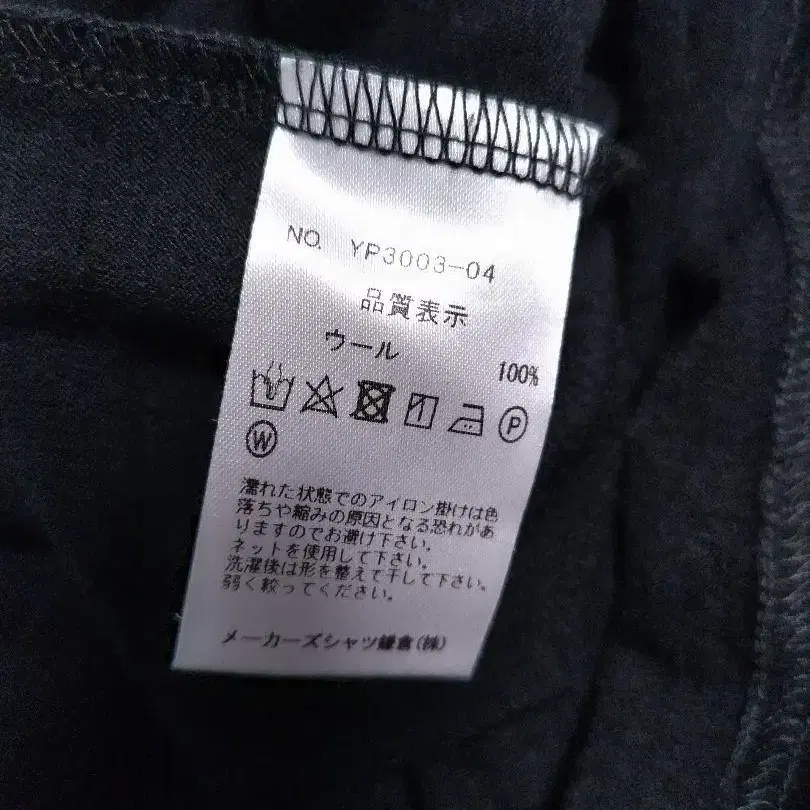 NO. YP3003-04
品質表示
ウール 100%
P
W
濡れた状態でのアイロン掛けは色
落ちや縮みの原因となる恐れがあ
りますのでお避け下さい。
ネットを使用して下さい。
洗濯後は形を整えて干して下さい。
弱く絞ってください。
メーカーズシャツ鎌倉(株)